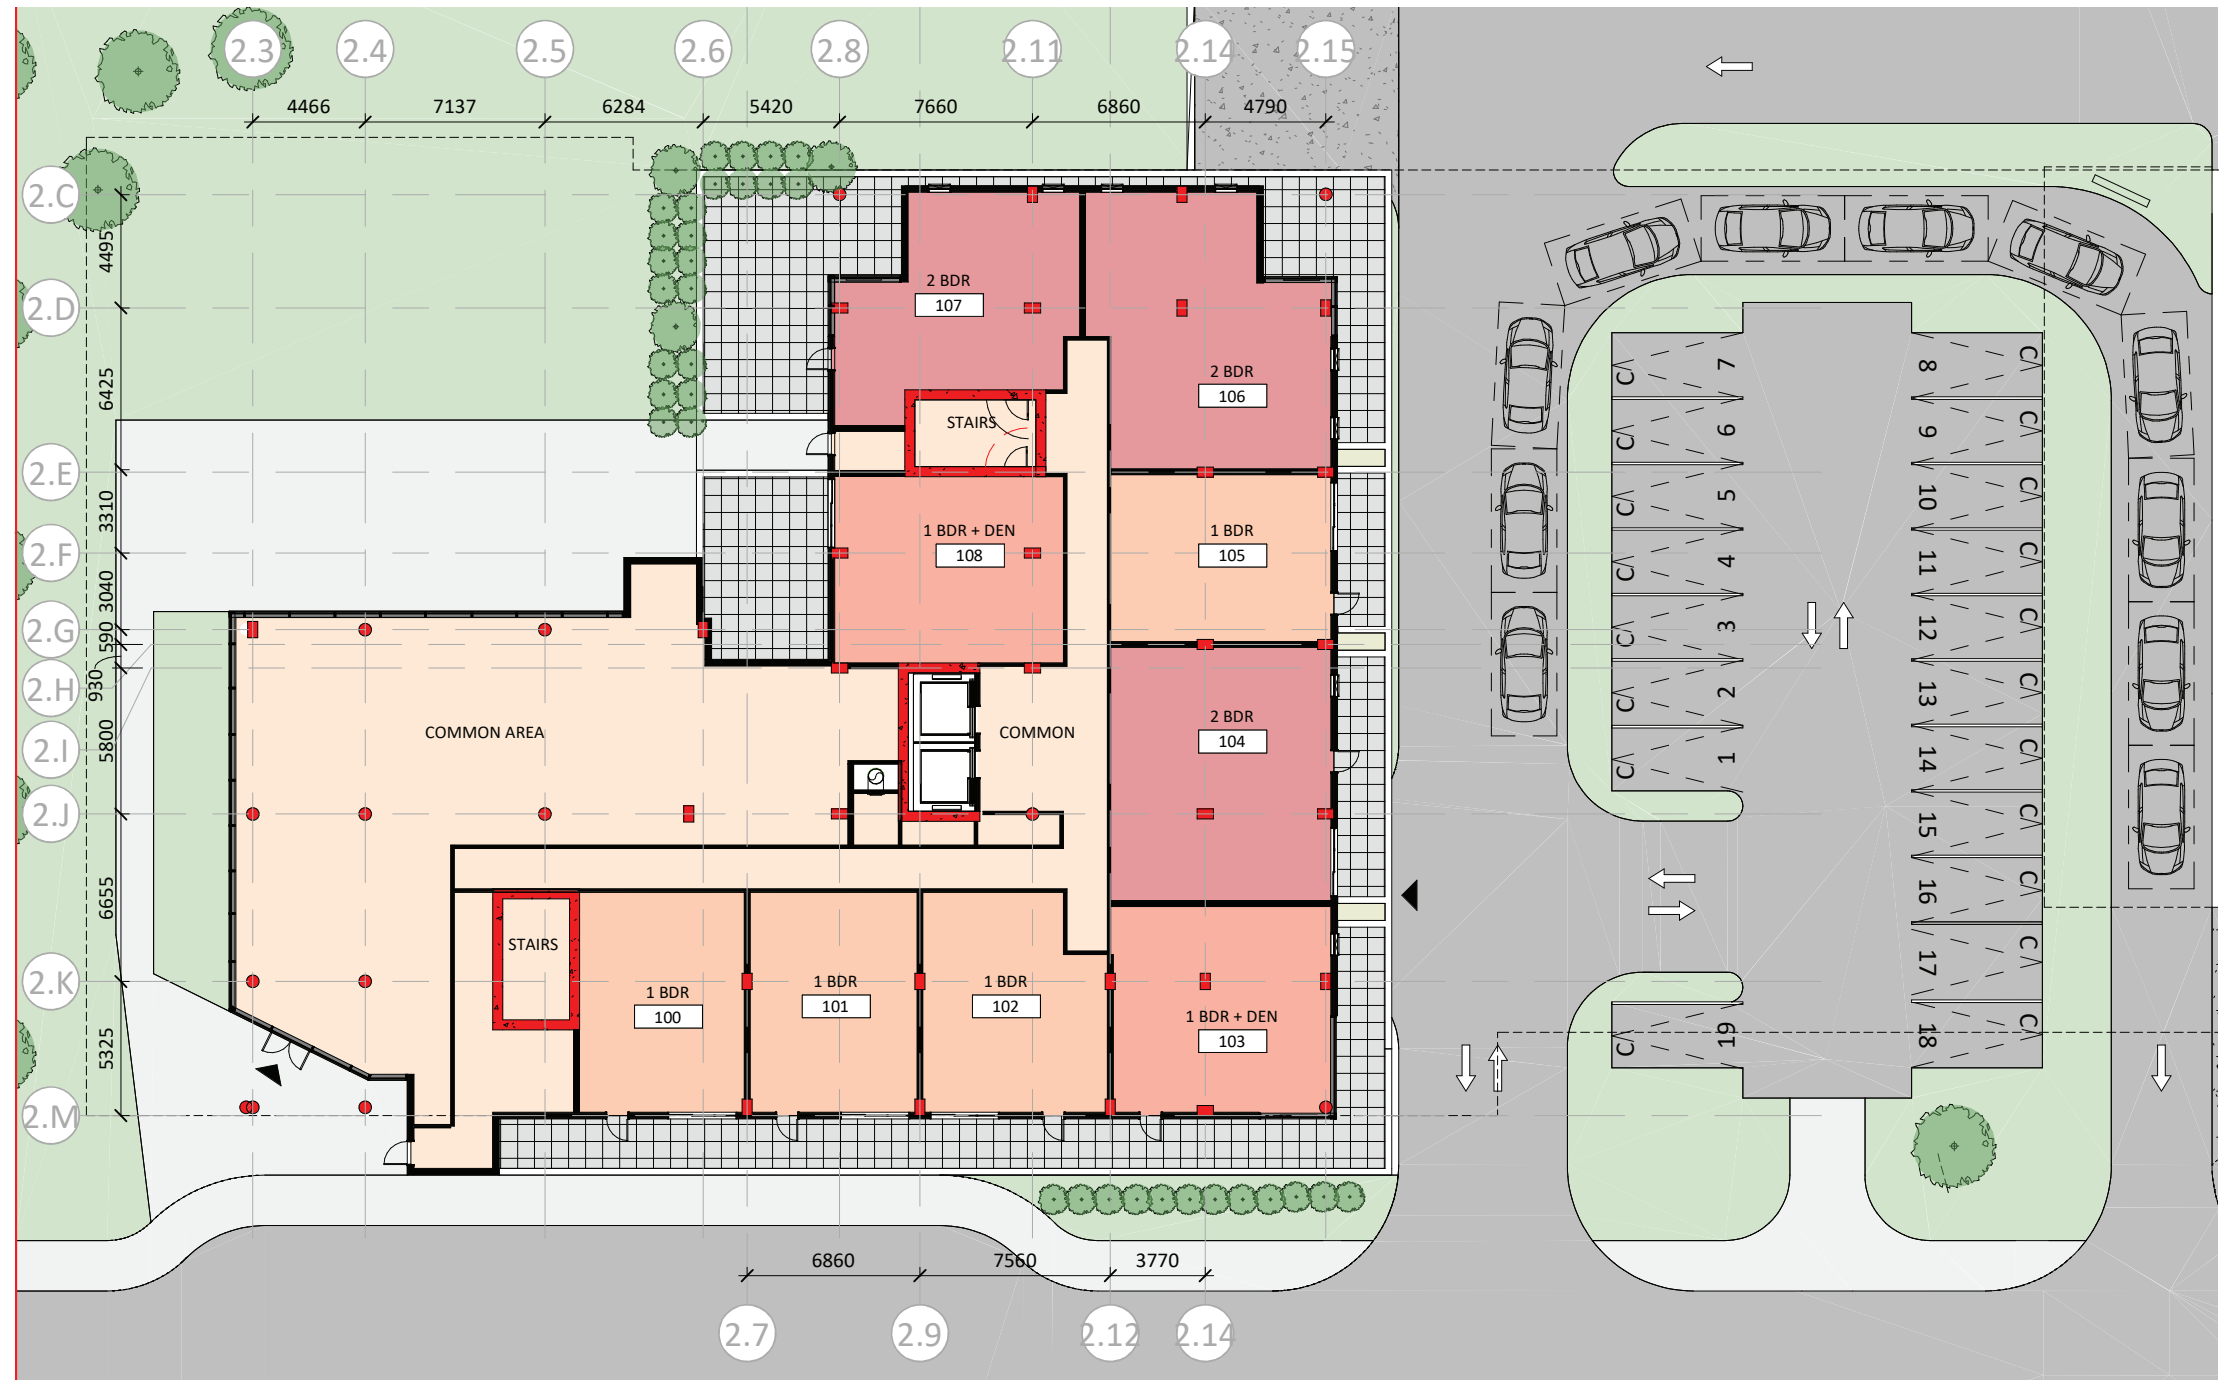 2.3 2.4 2.5 2.6 2.8 2.11 2.14 2.15
4466 7137 6284 5420 7660 6860 4790
2.C
4495
2.D
6425
2.E
3310
2.F
3040
2.G
590
2.H
930
2.I
5800
2.J
6655
2.K
5325
2.M
2 BDR
107
2 BDR
106
STAIRS
1 BDR + DEN
108
1 BDR
105
COMMON AREA
COMMON
2 BDR
104
STAIRS
1 BDR
100
1 BDR
101
1 BDR
102
1 BDR + DEN
103
6860 7560 3770
2.7 2.9 2.12 2.14
C 7
C 6
C 5
C 4
C 3
C 2
C 1
C 19
8 C
9 C
10 C
11 C
12 C
13 C
14 C
15 C
16 C
17 C
18 C